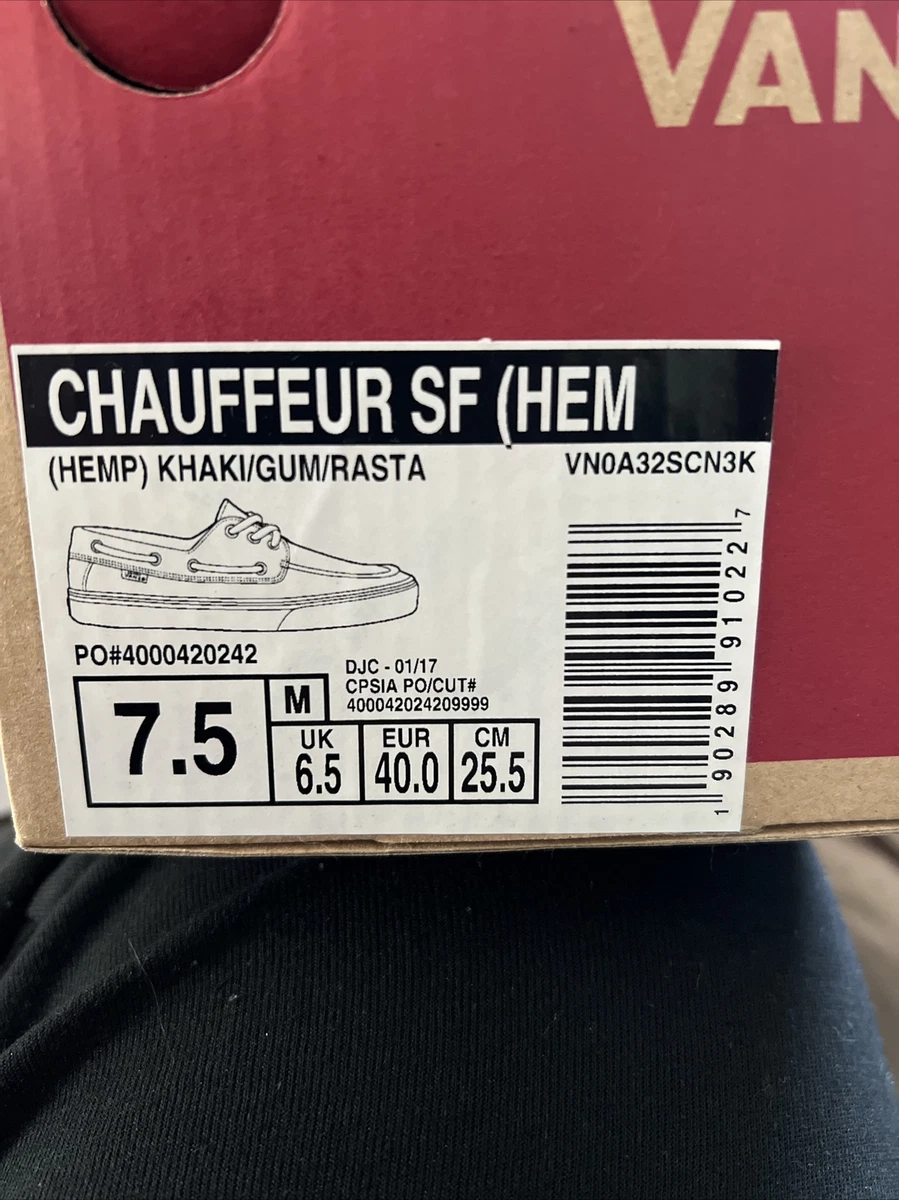 VAN
CHAUFFEUR SF (HEM
(HEMP) KHAKI/GUM/RASTA
VN0A32SCN3K
VANS
PO#4000420242
DJC - 01/17
CPSIA PO/CUT#
400042024209999
7.5
M
UK
6.5
EUR
40.0
CM
25.5
1 90289 91022 7